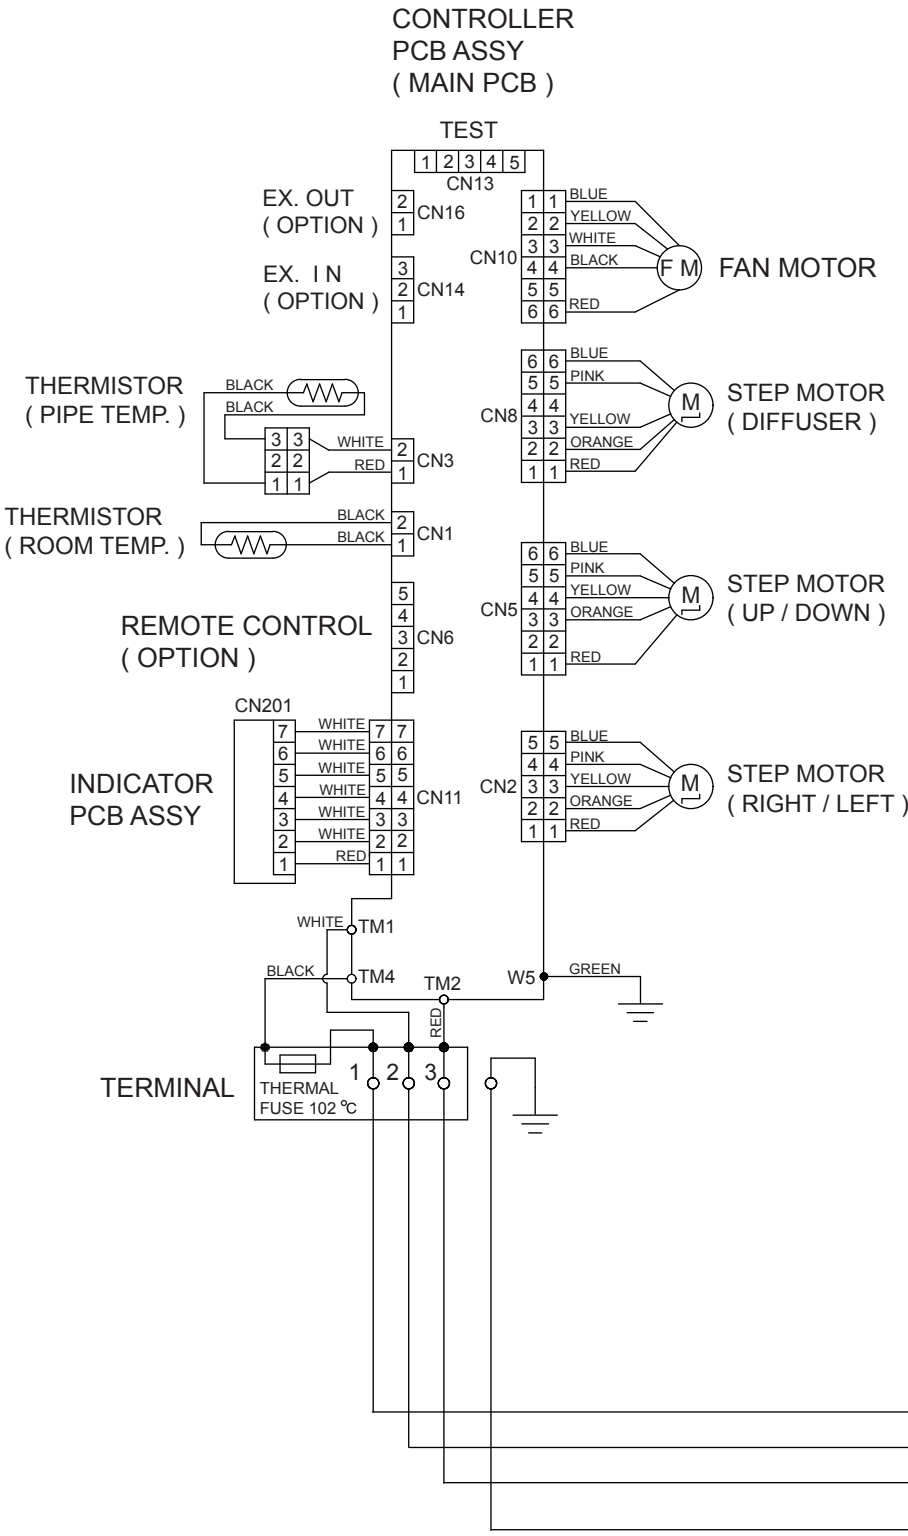 CONTROLLER
PCB ASSY
( MAIN PCB )
TEST
1 2 3 4 5
CN13
EX. OUT
( OPTION )
2
1
CN16
EX. I N
( OPTION )
3
2
1
CN14
THERMISTOR
( PIPE TEMP. )
BLACK
BLACK
3 3
2 2
1 1
WHITE
RED
2
1
CN3
THERMISTOR
( ROOM TEMP. )
BLACK
BLACK
2
1
CN1
REMOTE CONTROL
( OPTION )
5
4
3
2
1
CN6
CN201
INDICATOR
PCB ASSY
7 WHITE 7 7
6 WHITE 6 6
5 WHITE 5 5
4 WHITE 4 4
3 WHITE 3 3
2 WHITE 2 2
1 RED 1 1
CN11
CN10
1 1 BLUE
2 2 YELLOW
3 3 WHITE
4 4 BLACK
5 5
6 6 RED
F M
FAN MOTOR
CN8
6 6 BLUE
5 5 PINK
4 4
3 3 YELLOW
2 2 ORANGE
1 1 RED
M
STEP MOTOR
( DIFFUSER )
CN5
6 6 BLUE
5 5 PINK
4 4 YELLOW
3 3 ORANGE
2 2
1 1 RED
M
STEP MOTOR
( UP / DOWN )
CN2
5 5 BLUE
4 4 PINK
3 3 YELLOW
2 2 ORANGE
1 1 RED
M
STEP MOTOR
( RIGHT / LEFT )
WHITE TM1
BLACK TM4
TM2
RED
W5 GREEN
TERMINAL
1 2 3
THERMAL
FUSE 102 °C